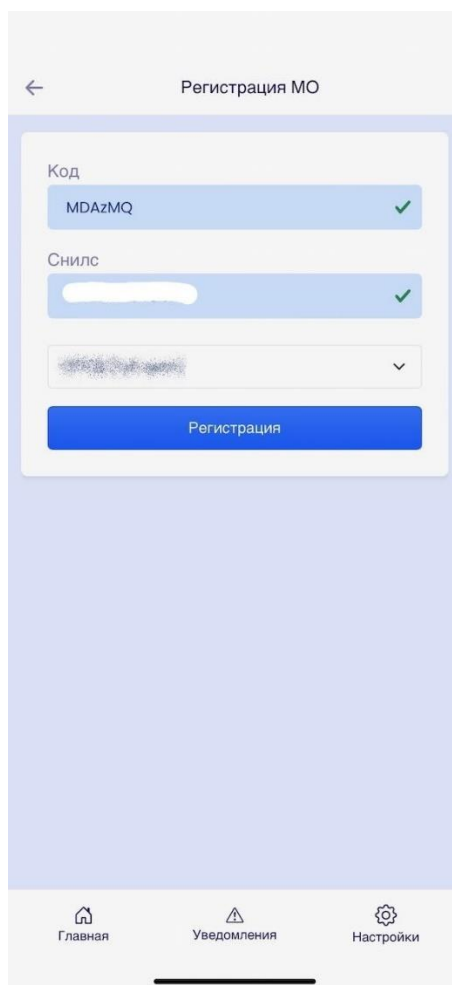 Регистрация МО
Код
MDAzMQ
Снилс
Регистрация
Главная
Уведомления
Настройки